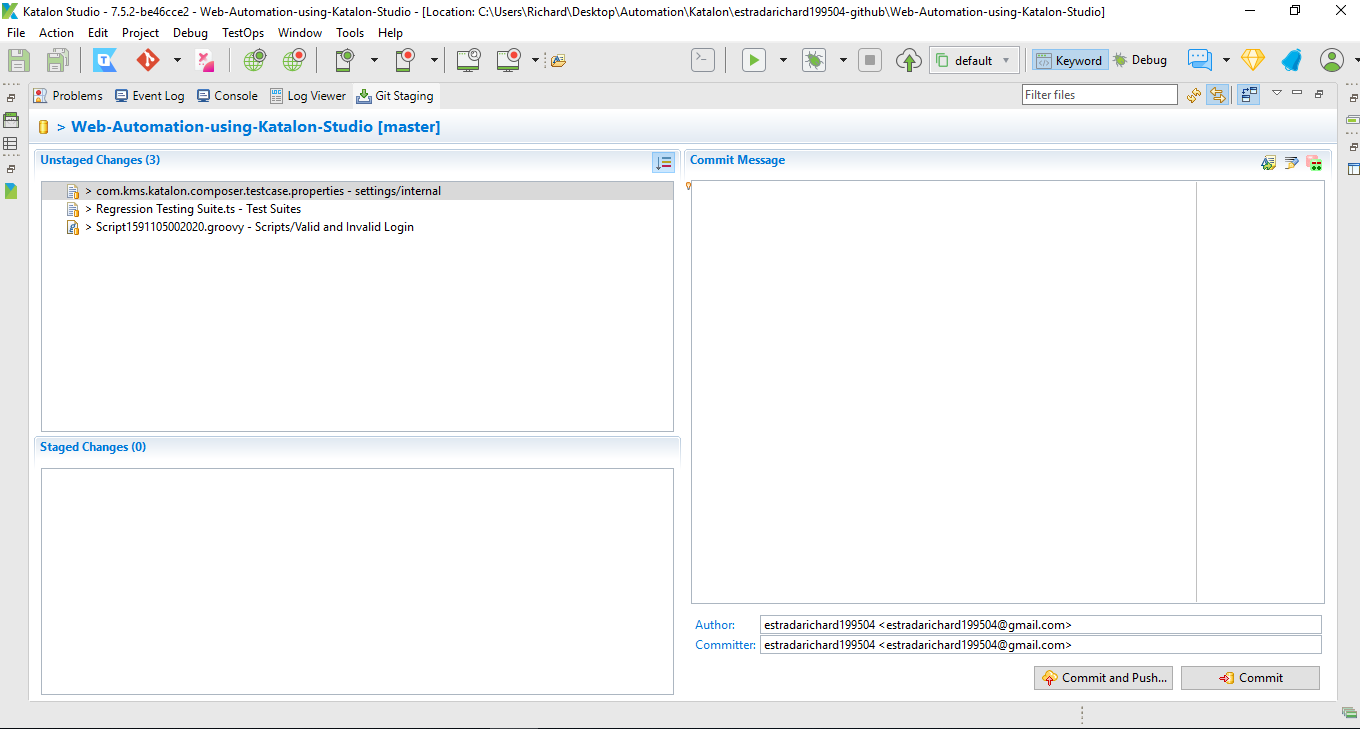 Katalon Studio - 7.5.2-be46cce2 - Web-Automation-using-Katalon-Studio - [Location: C:\Users\Richard\Desktop\Automation\Katalon\estradarichard199504-github\Web-Automation-using-Katalon-Studio]
File Action Edit Project Debug TestOps Window Tools Help
default Keyword Debug
Problems Event Log Console Log Viewer Git Staging Filter files
> Web-Automation-using-Katalon-Studio [master]
Unstaged Changes (3)
> com.kms.katalon.composer.testcase.properties - settings/internal
> Regression Testing Suite.ts - Test Suites
> Script1591105002020.groovy - Scripts/Valid and Invalid Login
Staged Changes (0)
Commit Message
Author: estradarichard199504 <estradarichard199504@gmail.com>
Committer: estradarichard199504 <estradarichard199504@gmail.com>
Commit and Push... Commit